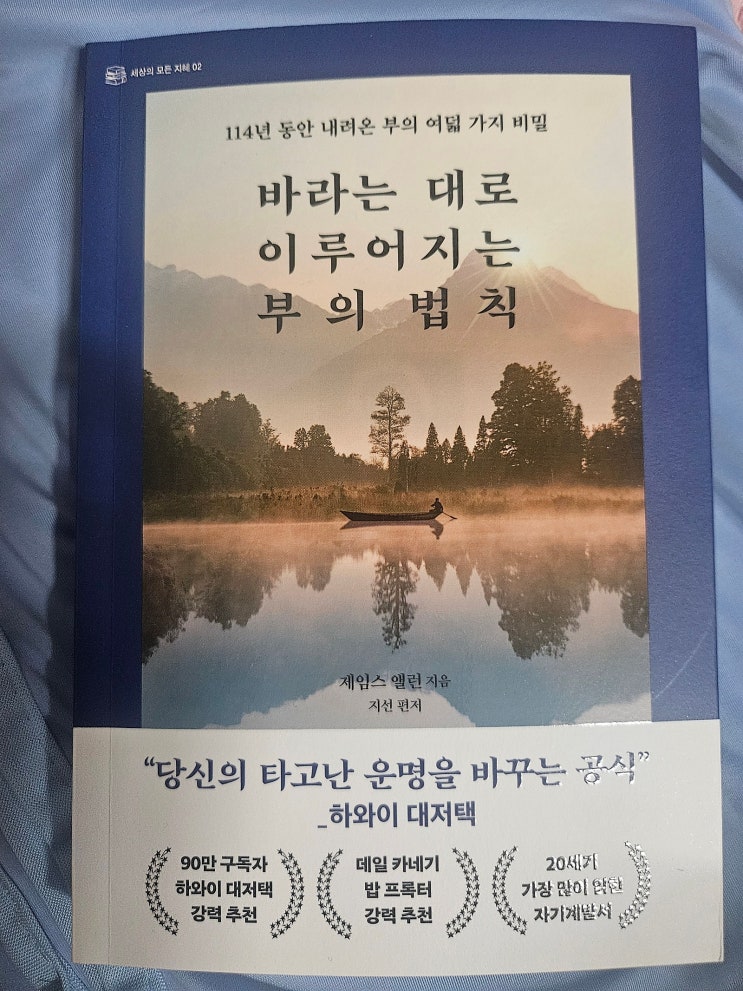 세상의 모든 지혜 02
114년 동안 내려온 부의 여덟 가지 비밀
바라는 대로
이루어지는
부의 법칙
제임스 앨런 지음
지선 편저
“당신의 타고난 운명을 바꾸는 공식”
_하와이 대저택
90만 구독자
하와이 대저택
강력 추천
데일 카네기
밥 프록터
강력 추천
20세기
가장 많이 읽힌
자기계발서